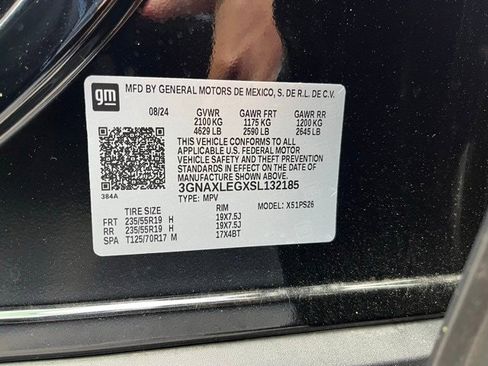 gm
MFD BY GENERAL MOTORS DE MEXICO, S. DE R.L. DE C.V.
08/24 GVWR GAWR FRT GAWR RR
2100 KG 1175 KG 1200 KG
4629 LB 2590 LB 2645 LB
THIS VEHICLE CONFORMS TO ALL
APPLICABLE U.S. FEDERAL MOTOR
VEHICLE SAFETY AND THEFT PREVENTION
STANDARDS IN EFFECT ON THE DATE OF
MANUFACTURE SHOWN ABOVE.
384A
3GNAXLEGXSL132185
TYPE: MPV X51PS26
TIRE SIZE RIM
FRT 235/55R19 H 19X7.5J
RR 235/55R19 H 19X7.5J
SPA T125/70R17 M 17X4BT